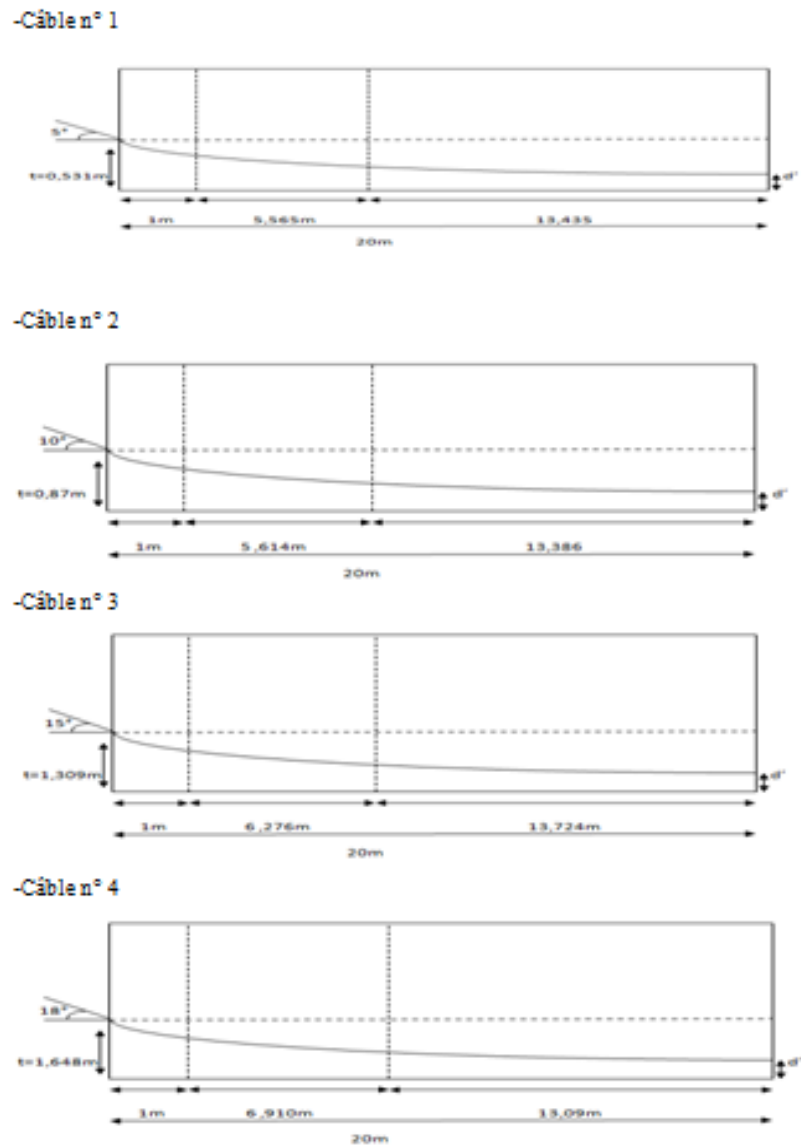 -Câble n° 1
5°
t=0,531m
d'
1m 5,565m 13,435
20m
-Câble n° 2
10°
t=0,87m
d'
1m 5,614m 13,386
20m
-Câble n° 3
15°
t=1,309m
d'
1m 6,276m 13,724m
20m
-Câble n° 4
18°
t=1,648m
d'
1m 6,910m 13,09m
20m